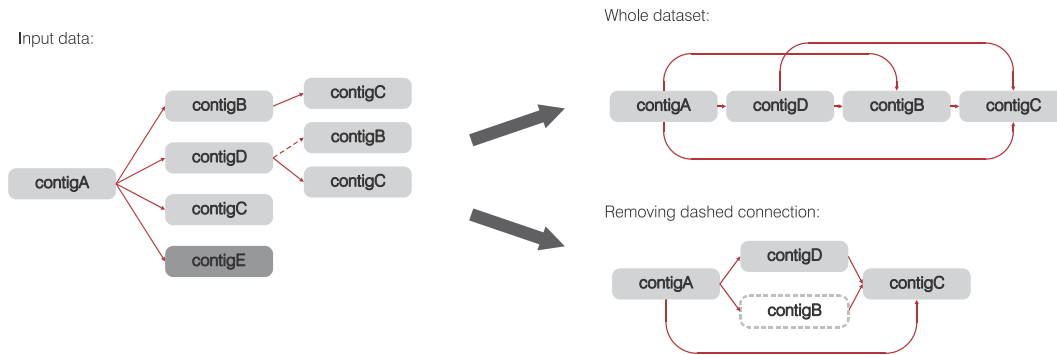 Input data:
contigA
contigB
contigD
contigC
contigE
contigC
contigB
contigC
Whole dataset:
contigA
contigD
contigB
contigC
Removing dashed connection:
contigA
contigD
contigB
contigC